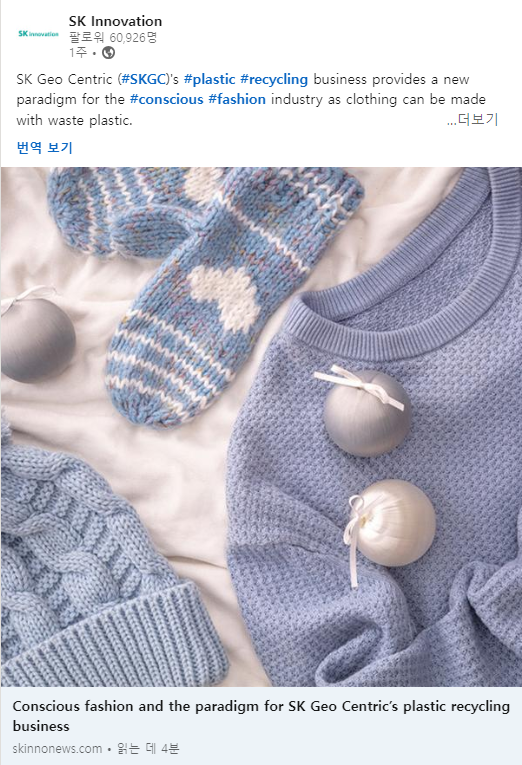 SK Innovation
SK innovation
팔로워 60,926명
1주 •
SK Geo Centric (#SKGC)'s #plastic #recycling business provides a new
paradigm for the #conscious #fashion industry as clothing can be made
with waste plastic.
...더보기
번역 보기
Conscious fashion and the paradigm for SK Geo Centric's plastic recycling
business
skinnonews.com • 읽는 데 4분